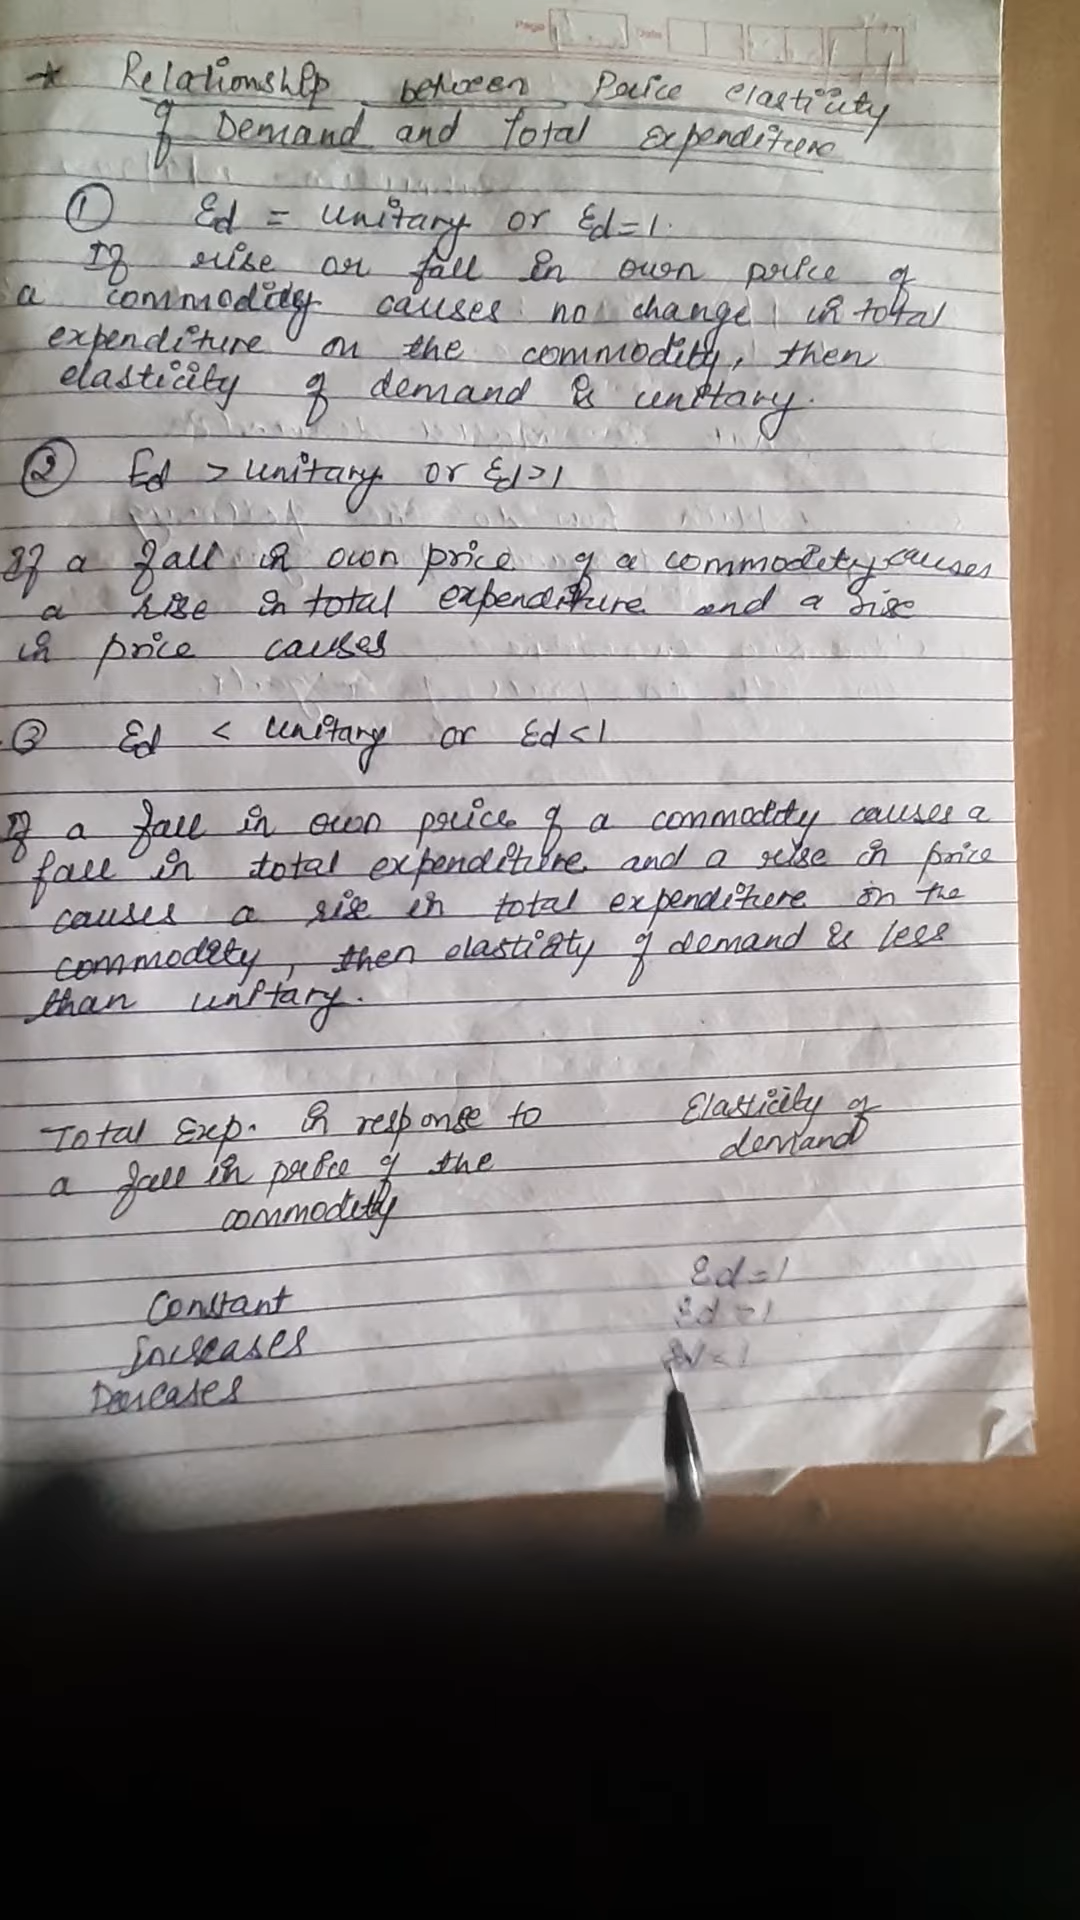 Page Date
* Relationship between Price elasticity
of Demand and Total Expenditure
① Ed = Unitary or Ed=1.
If rise or fall in own price of
a commodity causes no change in total
expenditure on the commodity, then
elasticity of demand is unitary.
② Ed > Unitary or Ed>1
If a fall in own price of a commodity causes
a rise in total expenditure and a rise
in price causes
③ Ed < Unitary or Ed<1
If a fall in own price of a commodity causes a
fall in total expenditure and a rise in price
causes a rise in total expenditure on the
commodity, then elasticity of demand is less
than unitary.
Total Exp. in response to Elasticity of
a fall in price of the demand
commodity
Constant Ed=1
Increases
Decreases